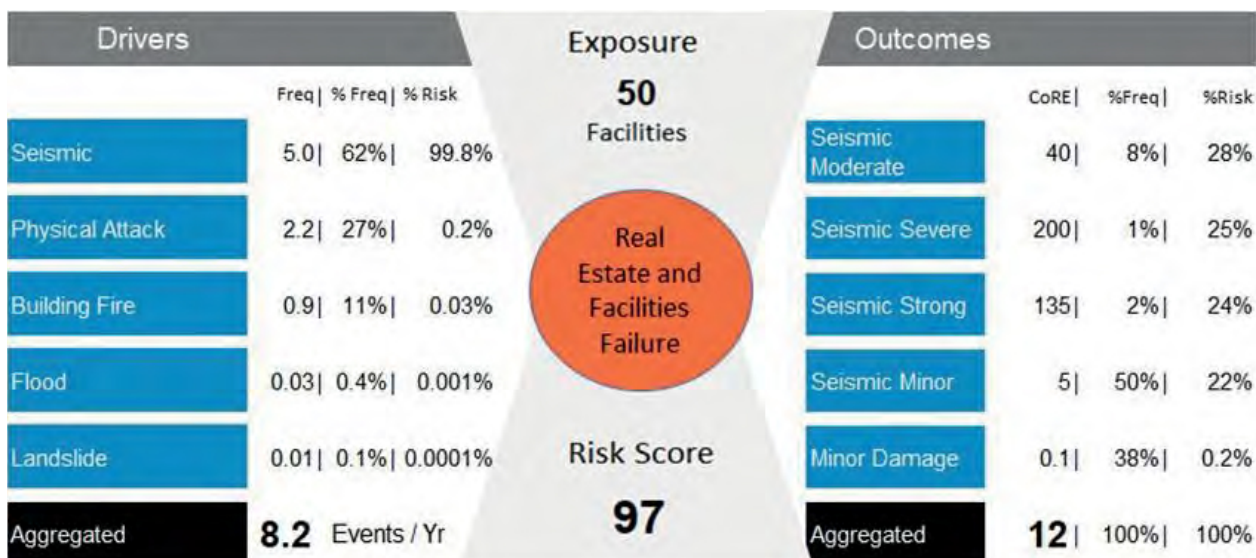 Drivers
Freq| % Freq| % Risk
Seismic 5.0| 62%| 99.8%
Physical Attack 2.2| 27%| 0.2%
Building Fire 0.9| 11%| 0.03%
Flood 0.03| 0.4%| 0.001%
Landslide 0.01| 0.1%| 0.0001%
Aggregated 8.2 Events / Yr
Exposure
50
Facilities
Real
Estate and
Facilities
Failure
Risk Score
97
Outcomes
CoRE| %Freq| %Risk
Seismic
Moderate 40| 8%| 28%
Seismic Severe 200| 1%| 25%
Seismic Strong 135| 2%| 24%
Seismic Minor 5| 50%| 22%
Minor Damage 0.1| 38%| 0.2%
Aggregated 12| 100%| 100%